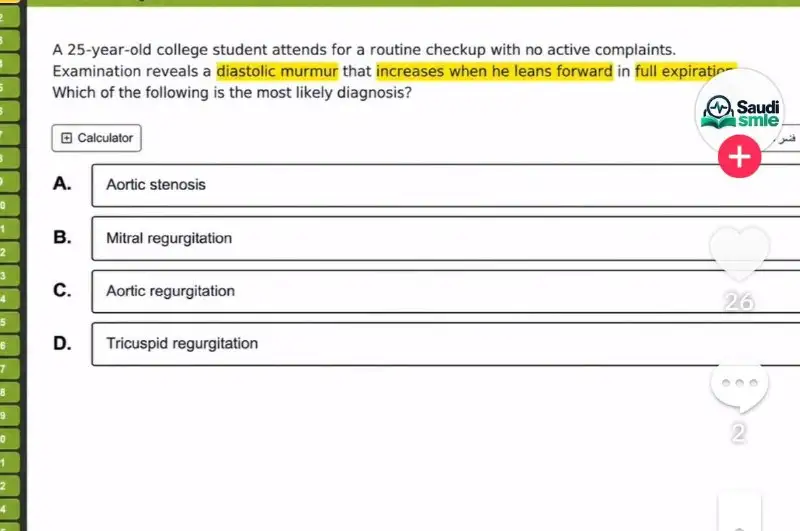 A 25-year-old college student attends for a routine checkup with no active complaints.
Examination reveals a diastolic murmur that increases when he leans forward in full expiration
Which of the following is the most likely diagnosis?
Saudi
smle
Calculator
A. Aortic stenosis
B. Mitral regurgitation
C. Aortic regurgitation
D. Tricuspid regurgitation
26
2